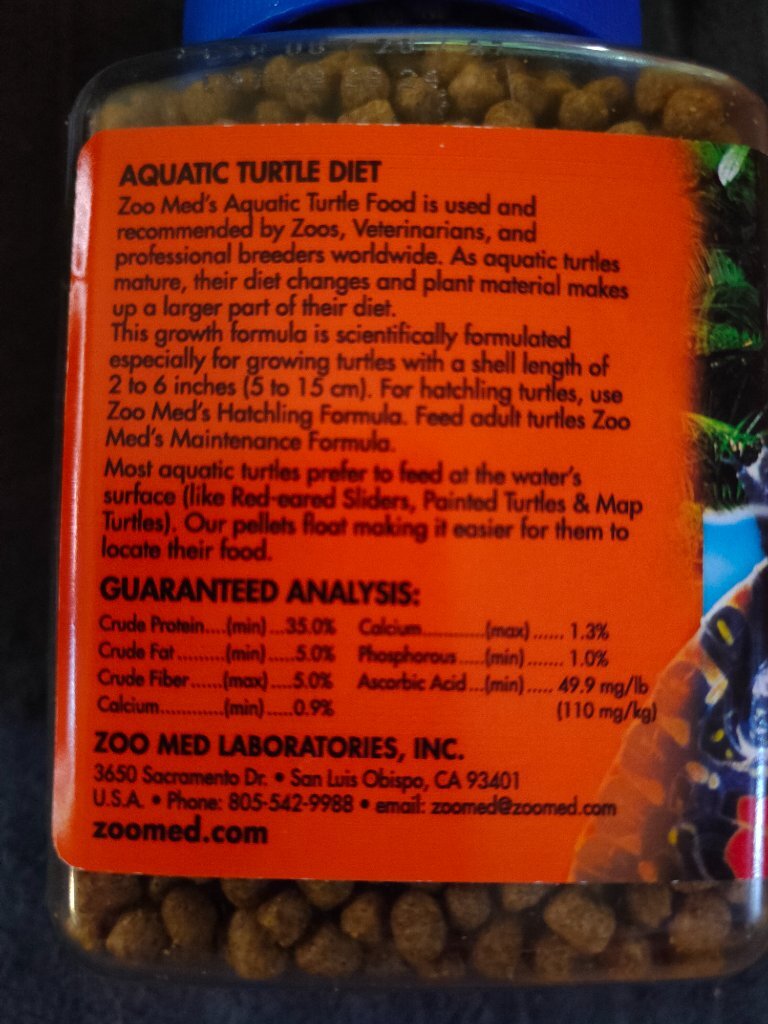 AQUATIC TURTLE DIET
Zoo Med's Aquatic Turtle Food is used and
recommended by Zoos, Veterinarians, and
professional breeders worldwide. As aquatic turtles
mature, their diet changes and plant material makes
up a larger part of their diet.
This growth formula is scientifically formulated
especially for growing turtles with a shell length of
2 to 6 inches (5 to 15 cm). For hatchling turtles, use
Zoo Med's Hatchling Formula. Feed adult turtles Zoo
Med's Maintenance Formula.
Most aquatic turtles prefer to feed at the water's
surface (like Red-eared Sliders, Painted Turtles & Map
Turtles). Our pellets float making it easier for them to
locate their food.
GUARANTEED ANALYSIS:
Crude Protein....(min)...35.0% Calcium............(max)...... 1.3%
Crude Fat.........(min).....5.0% Phosphorous.....(min)....... 1.0%
Crude Fiber......(max)....5.0% Ascorbic Acid...(min)..... 49.9 mg/lb
Calcium.............(min).....0.9% (110 mg/kg)
ZOO MED LABORATORIES, INC.
3650 Sacramento Dr. • San Luis Obispo, CA 93401
U.S.A. • Phone: 805-542-9988 • email: zoomed@zoomed.com
zoomed.com